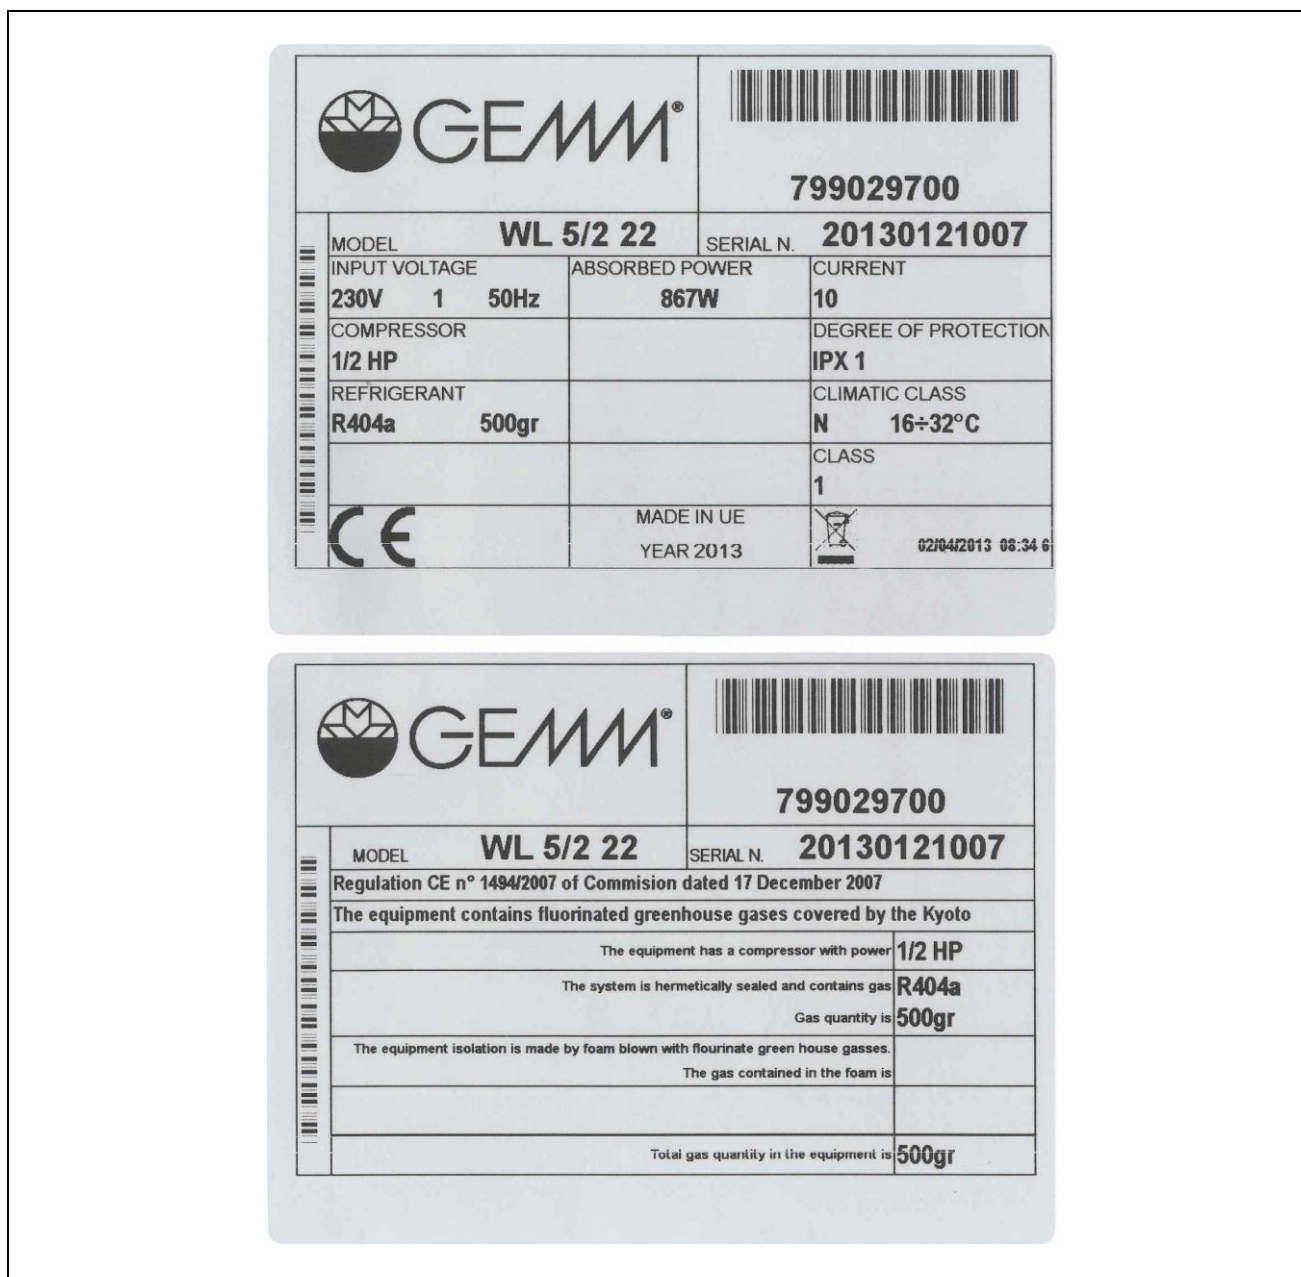 GEMM®
799029700
MODEL WL 5/2 22 SERIAL N. 20130121007
INPUT VOLTAGE ABSORBED POWER CURRENT
230V 1 50Hz 867W 10
COMPRESSOR DEGREE OF PROTECTION
1/2 HP IPX 1
REFRIGERANT CLIMATIC CLASS
R404a 500gr N 16÷32°C
CLASS
1
CE MADE IN UE
YEAR 2013 02/04/2013 08:34 6
GEMM®
799029700
MODEL WL 5/2 22 SERIAL N. 20130121007
Regulation CE n° 1494/2007 of Commision dated 17 December 2007
The equipment contains fluorinated greenhouse gases covered by the Kyoto
The equipment has a compressor with power 1/2 HP
The system is hermetically sealed and contains gas R404a
Gas quantity is 500gr
The equipment isolation is made by foam blown with flourinate green house gasses.
The gas contained in the foam is
Total gas quantity in the equipment is 500gr